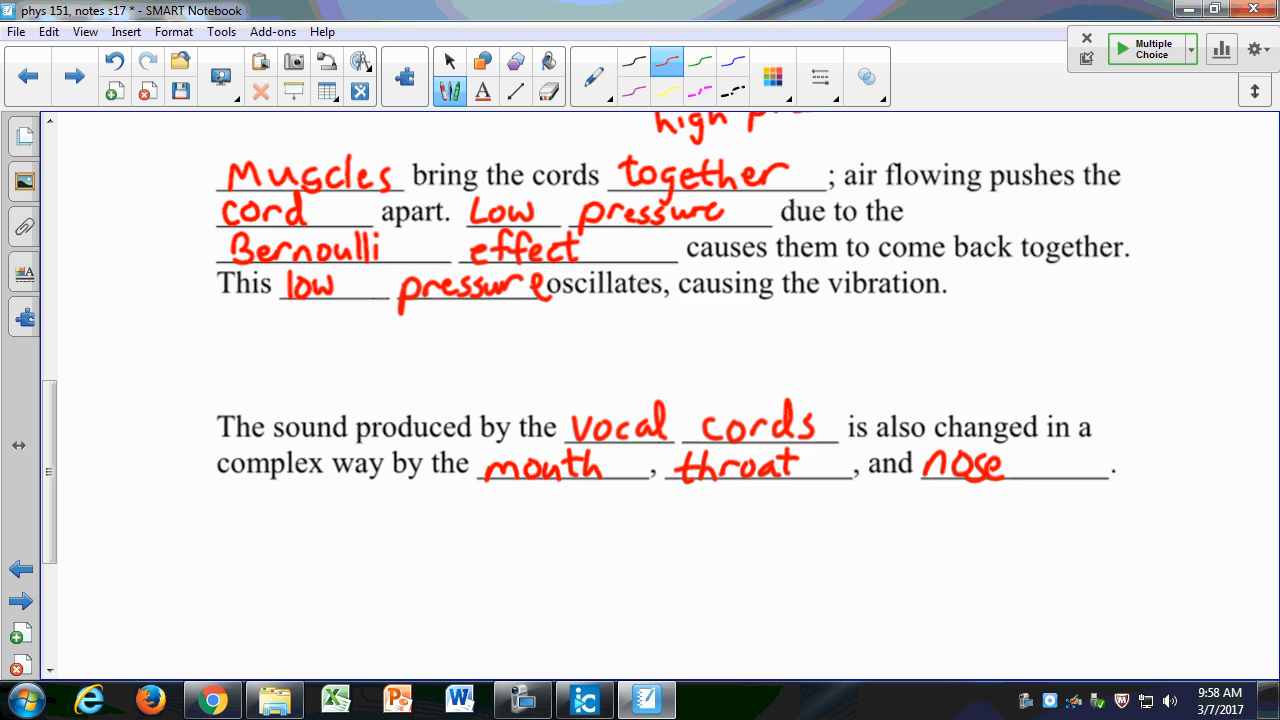 phys 151, notes s17 * - SMART Notebook
File Edit View Insert Format Tools Add-ons Help
Multiple Choice
high
Muscles bring the cords together; air flowing pushes the
cord apart. Low pressure due to the
Bernoulli effect causes them to come back together.
This low pressure oscillates, causing the vibration.
The sound produced by the vocal cords is also changed in a
complex way by the mouth, throat, and nose.
9:58 AM
3/7/2017